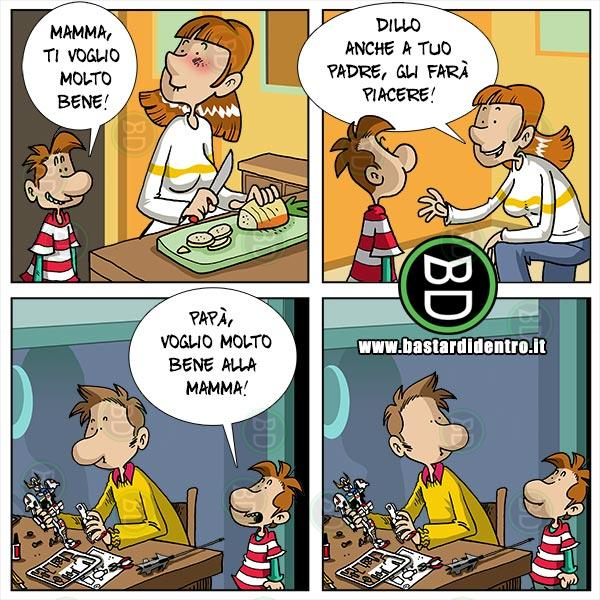 MAMMA,
TI VOGLIO
MOLTO
BENE!
DILLO
ANCHE A TUO
PADRE, GLI FARÀ
PIACERE!
BD
www.bastardidentro.it
PAPÀ,
VOGLIO MOLTO
BENE ALLA
MAMMA!